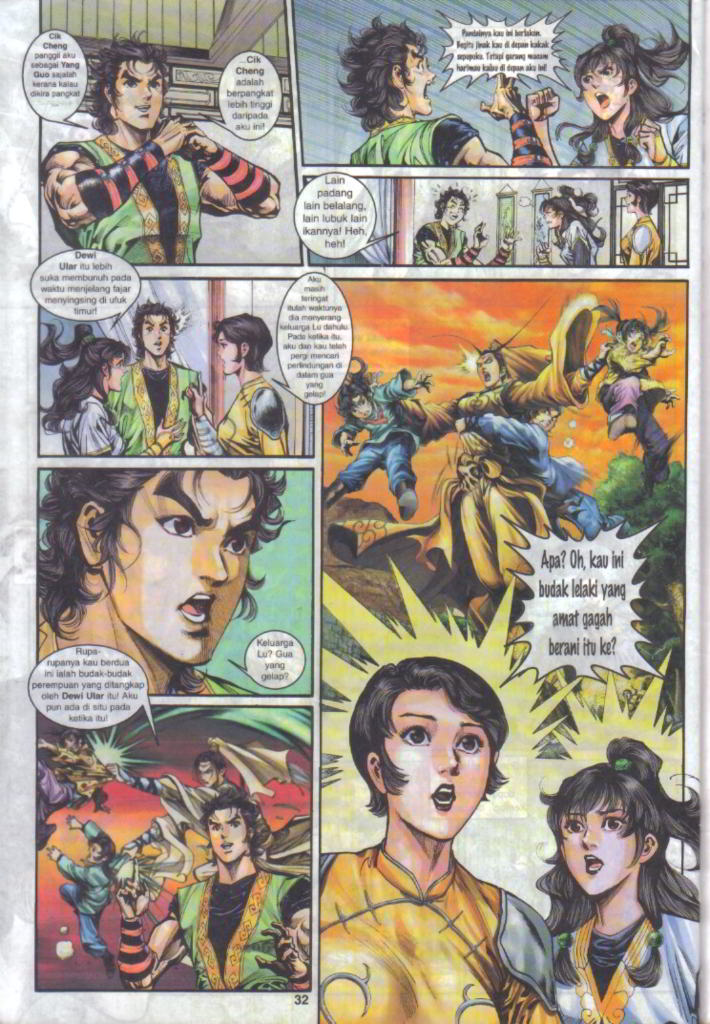 Cik
Cheng
panggil aku
sebagai Yang
Guo sajalah
kerana kalau
dikira pangkat
...
...Cik
Cheng
adalah
berpangkat
lebih tinggi
daripada
aku ini!
Pandainya kau ini berlakon.
Begitu jinak kau di depan kakak
sepupuku. Tetapi garang macam
harimau kalau di depan aku ini!
Lain
padang
lain belalang,
lain lubuk lain
ikannya! Heh,
heh!
Dewi
Ular itu lebih
suka membunuh pada
waktu menjelang fajar
menyingsing di ufuk
timur!
Aku
masih
teringat
itulah waktunya
dia menyerang
keluarga Lu dahulu.
Pada ketika itu,
aku dan kau telah
pergi mencari
perlindungan di
dalam gua
yang
gelap!
Keluarga
Lu? Gua
yang
gelap?
Apa? Oh, kau ini
budak lelaki yang
amat gagah
berani itu ke?
Rupa-
rupanya kau berdua
ini ialah budak-budak
perempuan yang ditangkap
oleh Dewi Ular itu! Aku
pun ada di situ pada
ketika itu!
32